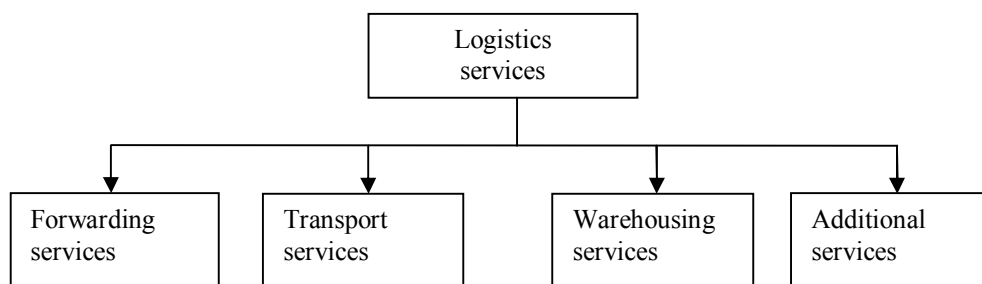 Logistics
services
Forwarding
services
Transport
services
Warehousing
services
Additional
services